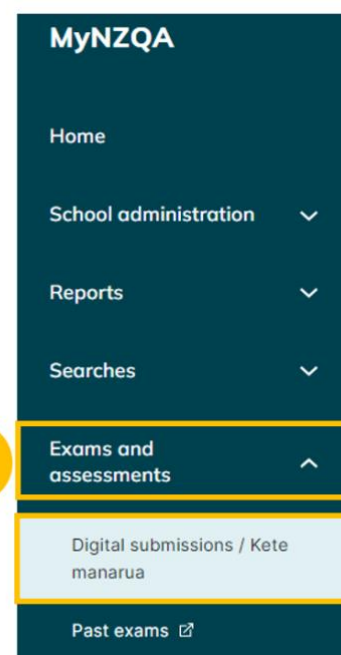 MyNZQA
Home
School administration
Reports
Searches
Exams and
assessments
Digital submissions / Kete
manarua
Past exams